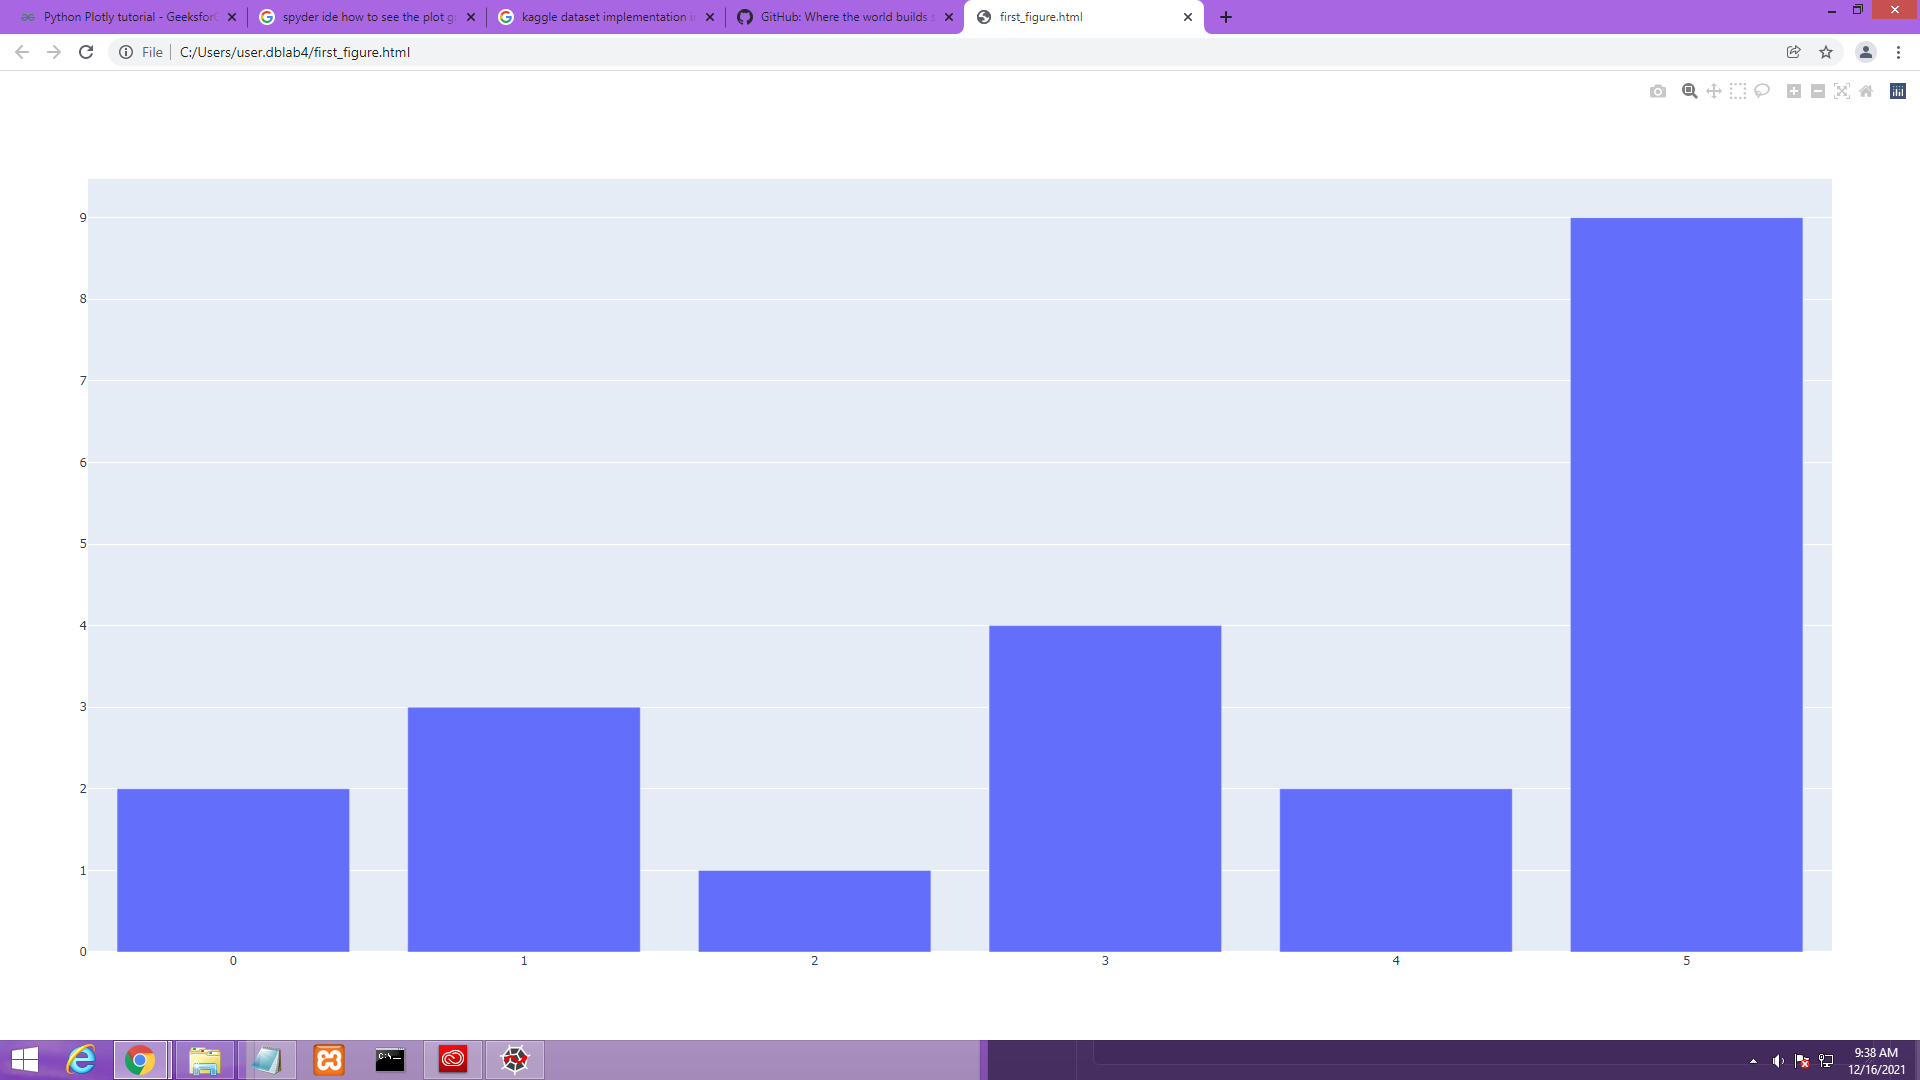 Python Plotly tutorial - Geeksfor
spyder ide how to see the plot
kaggle dataset implementation
GitHub: Where the world builds
first_figure.html
File
C:/Users/user.dblab4/first_figure.html
9
8
7
6
5
4
3
2
1
0
0 1 2 3 4 5
C:\
9:38 AM
12/16/2021